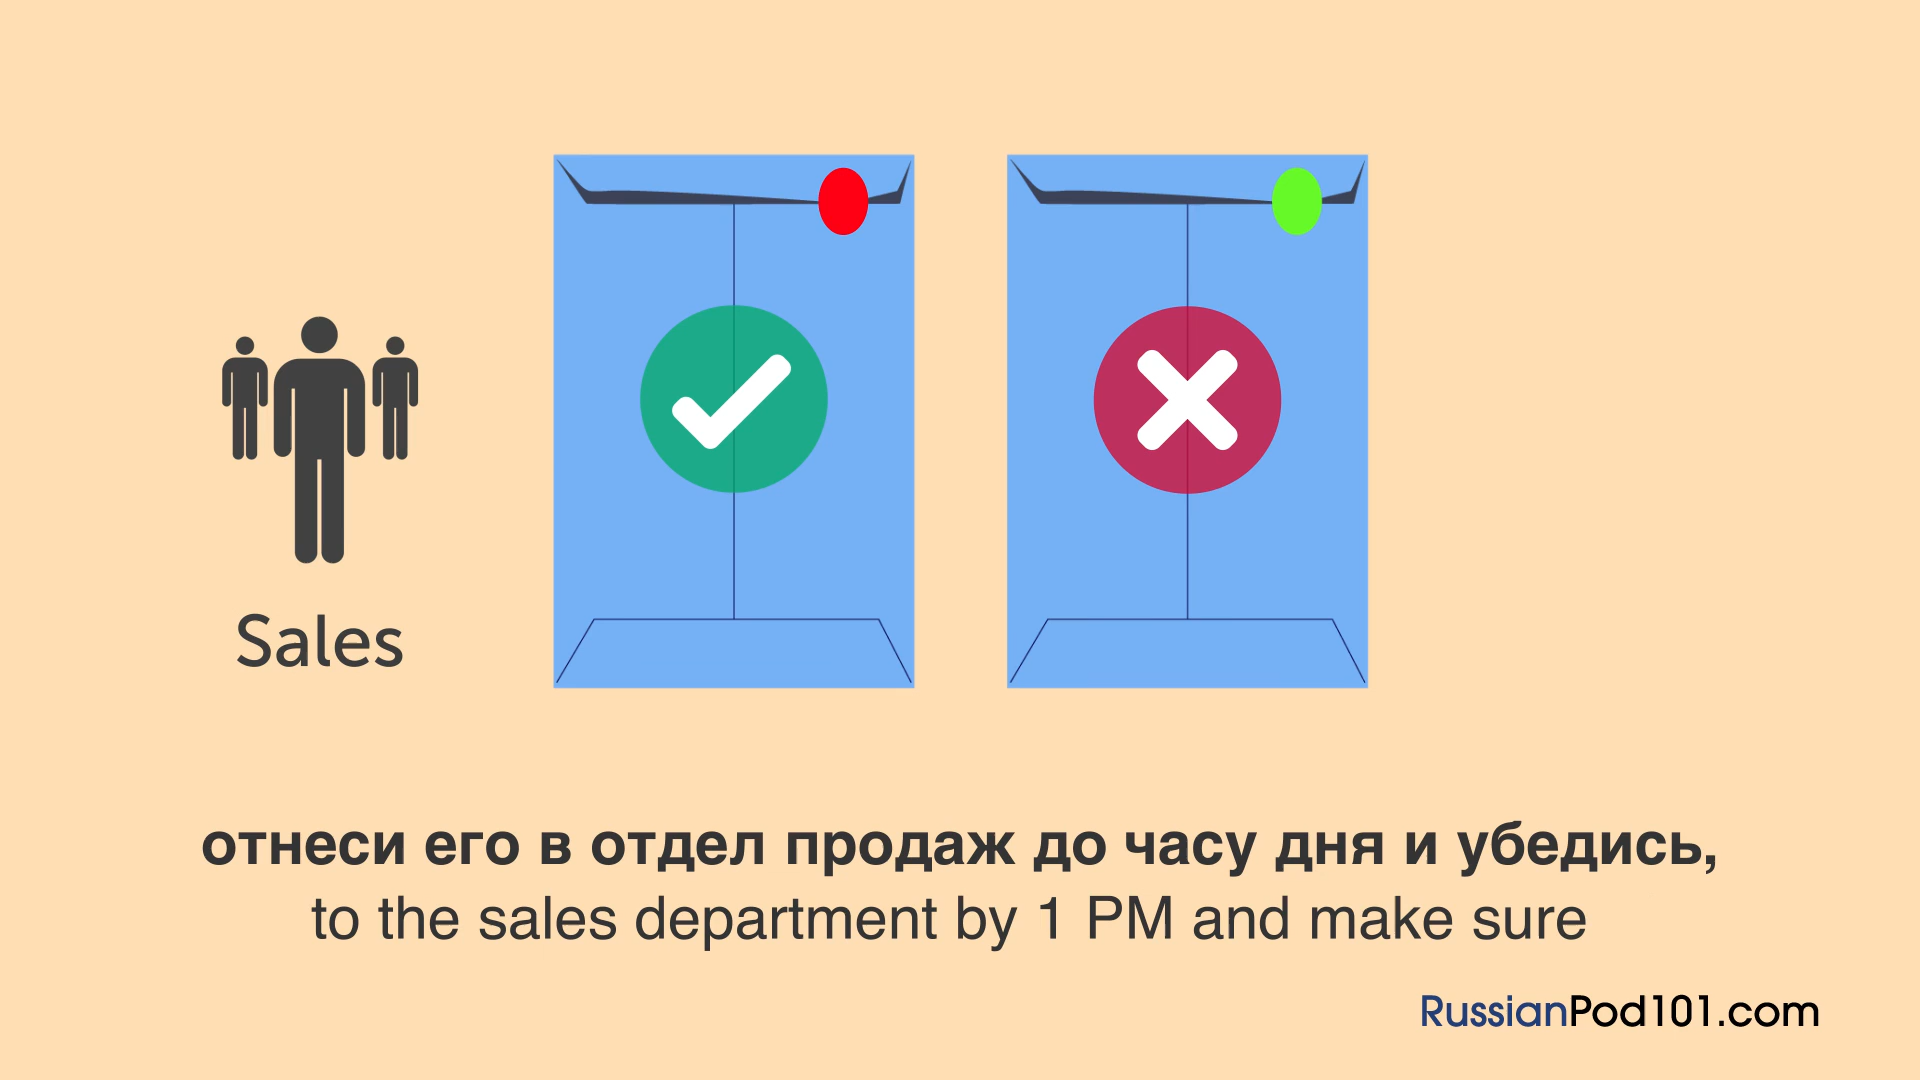 Sales
отнеси его в отдел продаж до часу дня и убедись,
to the sales department by 1 PM and make sure
RussianPod101.com